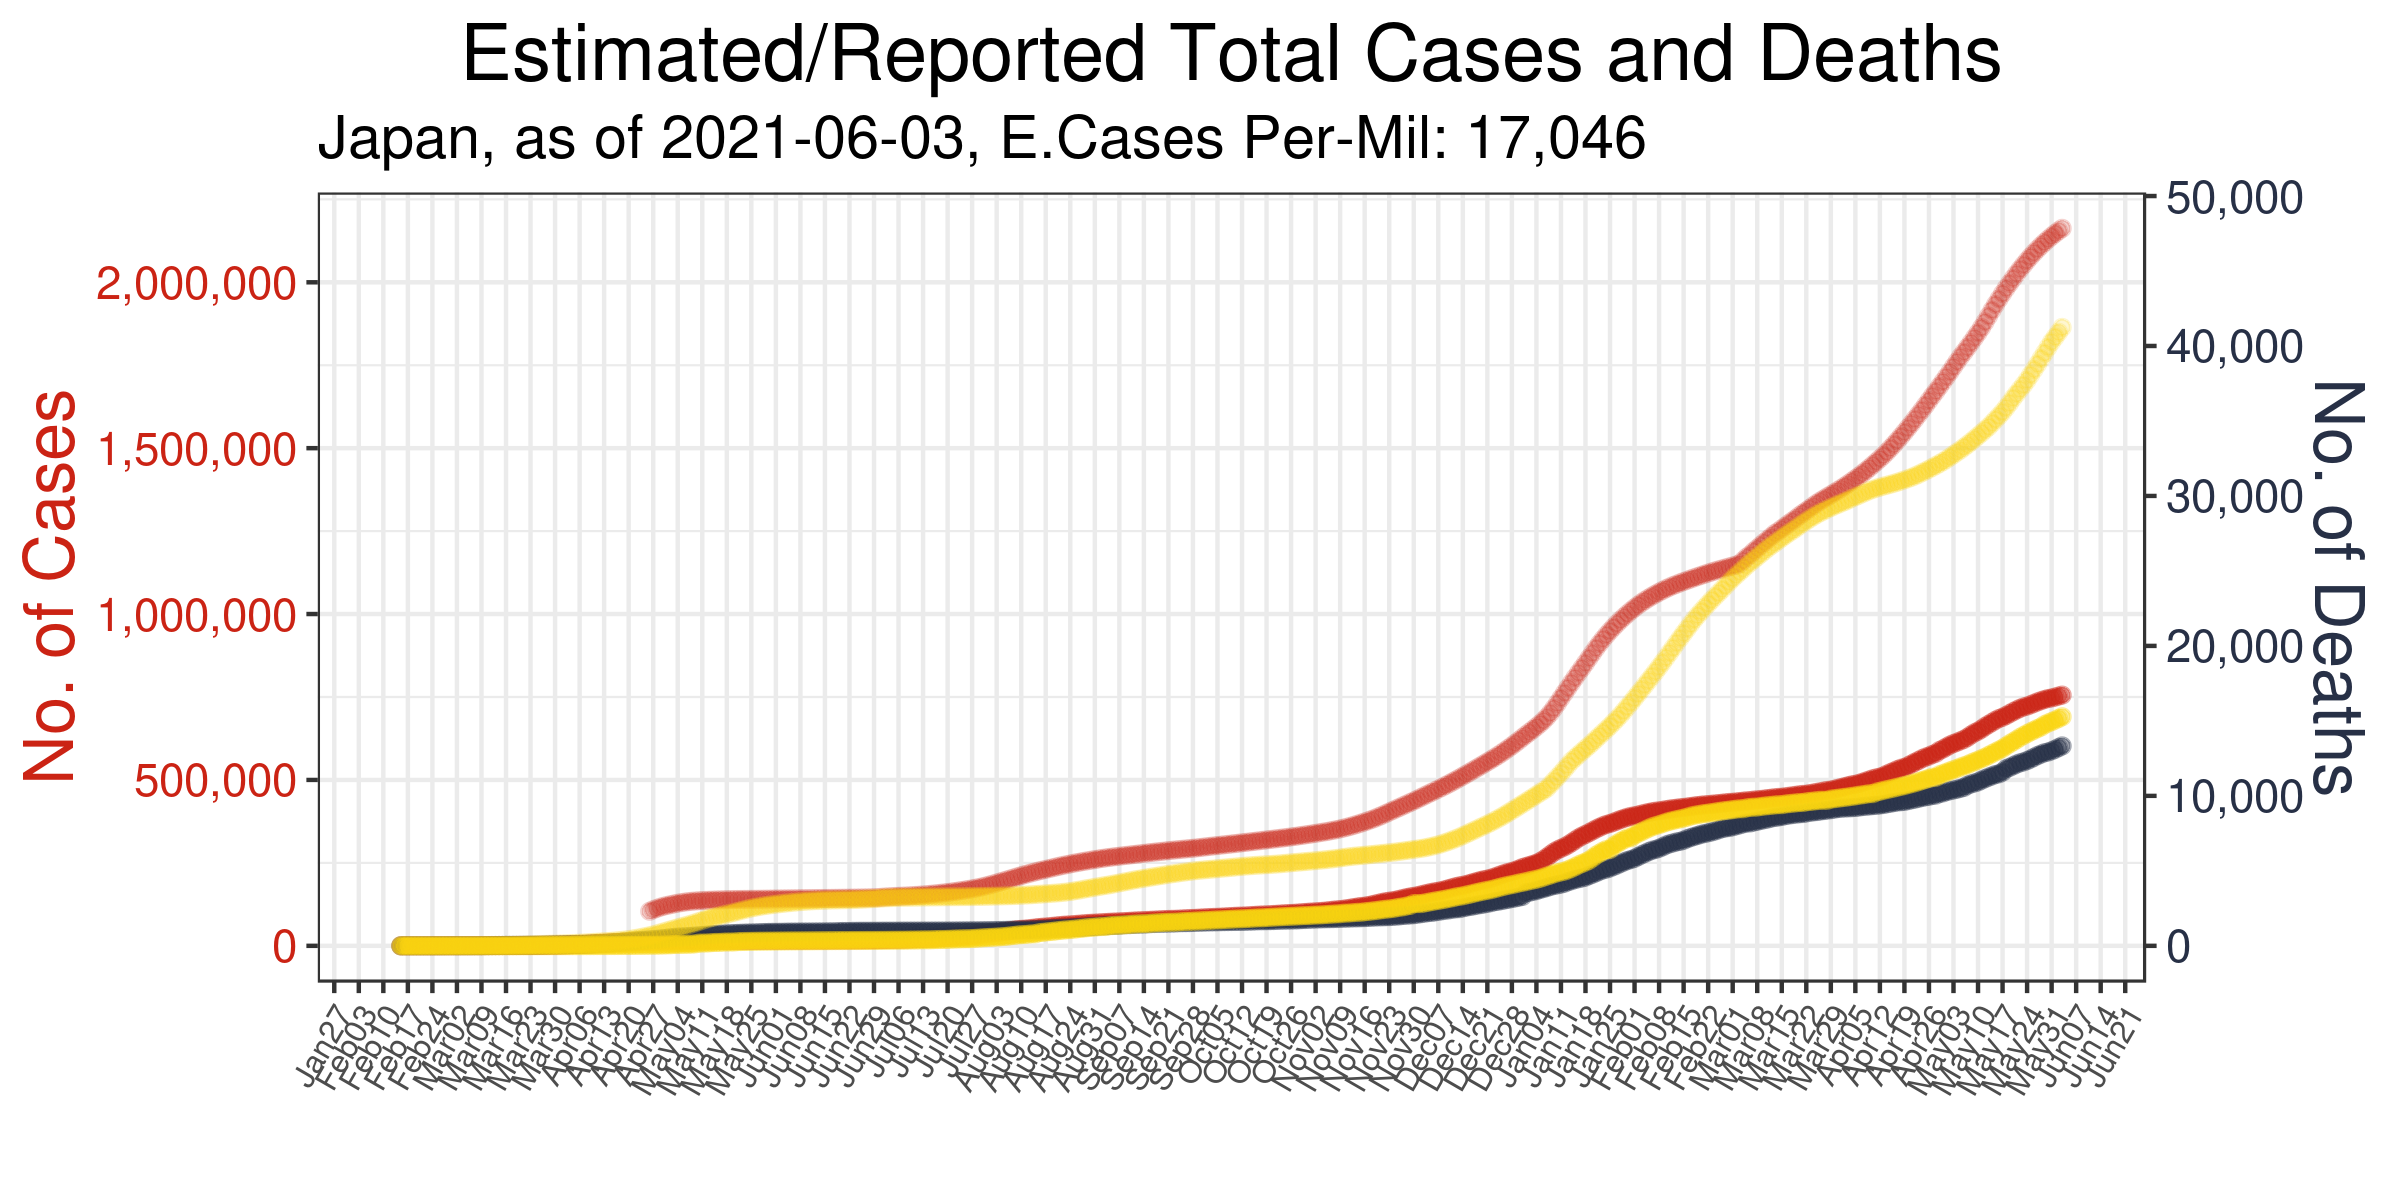 Estimated/Reported Total Cases and Deaths
Japan, as of 2021-06-03, E.Cases Per-Mil: 17,046
No. of Cases
2,000,000
1,500,000
1,000,000
500,000
0
50,000
40,000
30,000
20,000
10,000
0
No. of Deaths
Jan27
Feb03
Feb10
Feb17
Feb24
Mar02
Mar09
Mar16
Mar23
Mar30
Apr06
Apr13
Apr20
Apr27
May04
May11
May18
May25
Jun01
Jun08
Jun15
Jun22
Jun29
Jul06
Jul13
Jul20
Jul27
Aug03
Aug10
Aug17
Aug24
Aug31
Sep07
Sep14
Sep21
Sep28
Oct05
Oct12
Oct19
Oct26
Nov02
Nov09
Nov16
Nov23
Nov30
Dec07
Dec14
Dec21
Dec28
Jan04
Jan11
Jan18
Jan25
Feb01
Feb08
Feb15
Feb22
Mar01
Mar08
Mar15
Mar22
Mar29
Apr05
Apr12
Apr19
Apr26
May03
May10
May17
May24
May31
Jun07
Jun14
Jun21